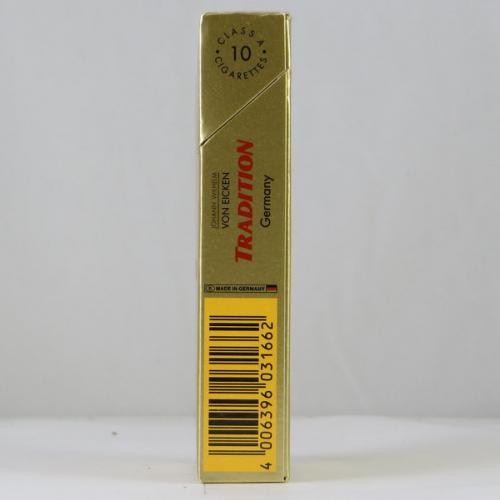 • CLASS A •
10
CIGARETTES
JOHANN WILHELM
VON EICKEN
TRADITION
Germany
MADE IN GERMANY
4 006396 031662